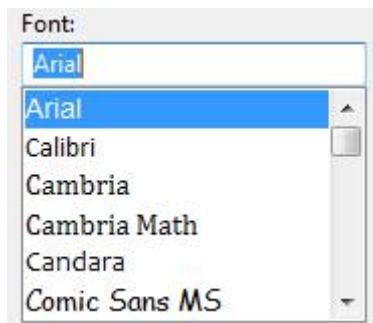 Font:
Arial
Arial
Calibri
Cambria
Cambria Math
Candara
Comic Sans MS